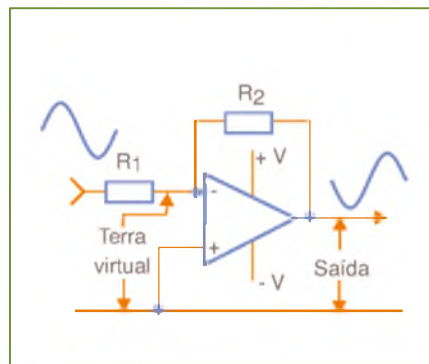 R2
R1
+ V
-
Terra
virtual
+
- V
Saída